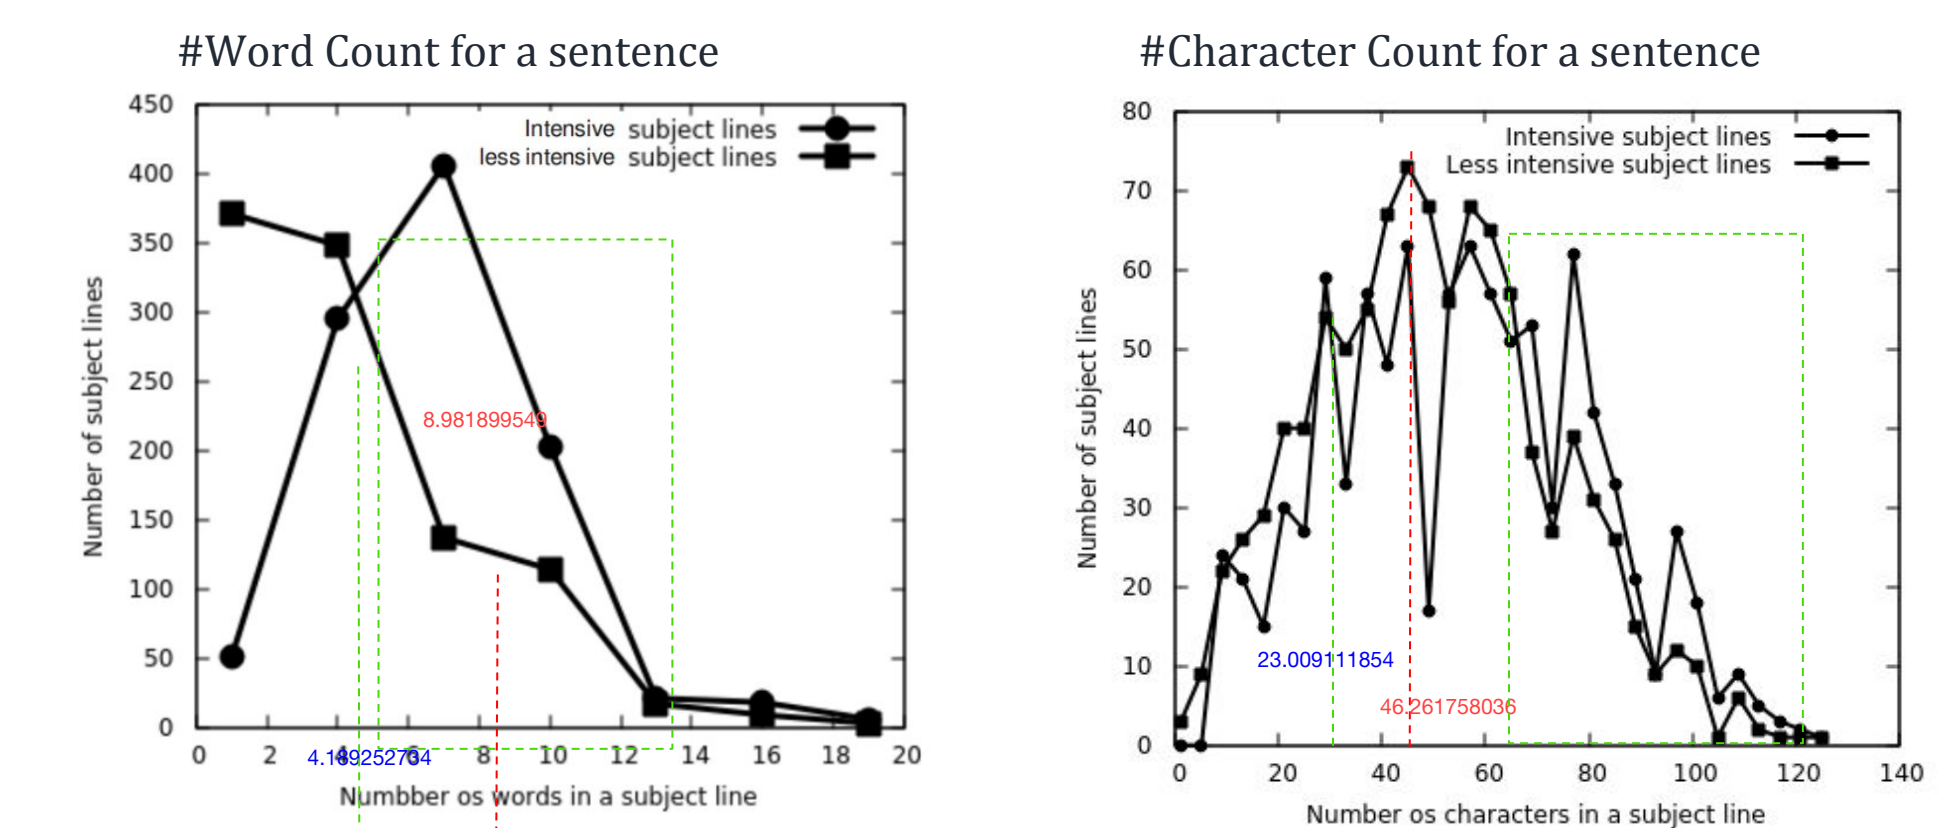 #Word Count for a sentence
450
400
350
300
250
200
150
100
50
0
Number of subject lines
Intensive subject lines
less intensive subject lines
8.981899549
0 2 4 6 8 10 12 14 16 18 20
4.189252734
Numbber os words in a subject line
#Character Count for a sentence
80
70
60
50
40
30
20
10
0
Number of subject lines
Intensive subject lines
Less intensive subject lines
23.009111854
46.261758036
0 20 40 60 80 100 120 140
Number os characters in a subject line